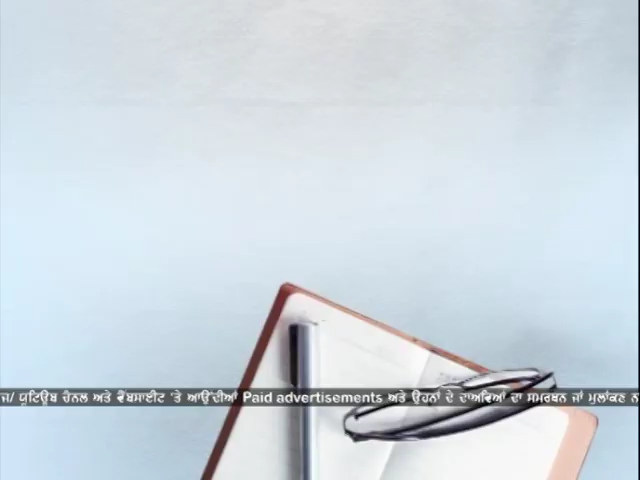 ਜ/ ਯੂਟਿਊਬ ਚੈਨਲ ਅਤੇ ਵੈੱਬਸਾਈਟ 'ਤੇ ਆਉਂਦੀਆਂ Paid advertisements ਅਤੇ ਉਹਨਾਂ ਦੇ ਦਾਅਵਿਆਂ ਦਾ ਸਮਰਥਨ ਜਾਂ ਮੁਲਾਂਕਣ ਨ